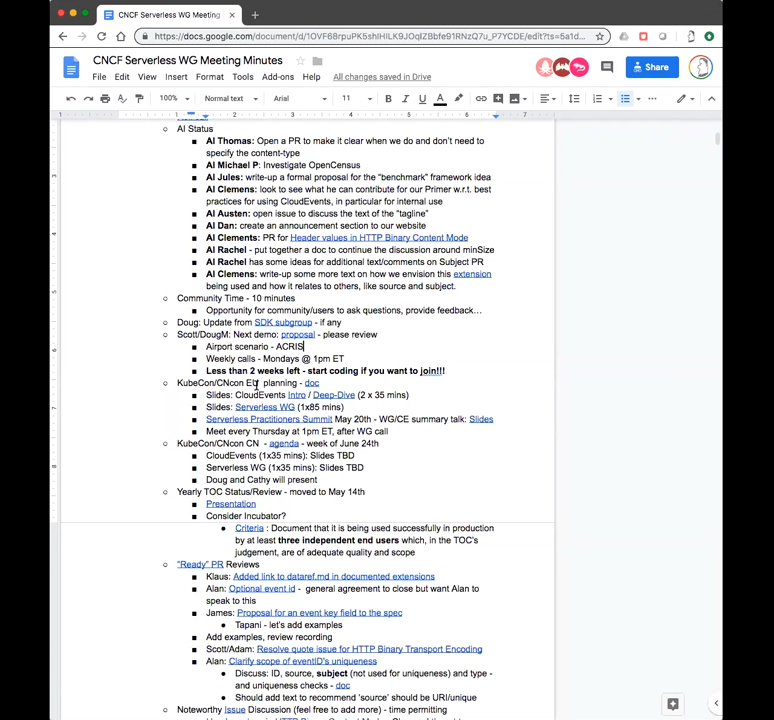 CNCF Serverless WG Meeting
https://docs.google.com/document/d/1OVF68rpuPK5shIHILK9JOqlZBbfe91RNzQ7u_P7YCDE/edit?ts=5a1d...
CNCF Serverless WG Meeting Minutes
File Edit View Insert Format Tools Add-ons Help All changes saved in Drive
Share
100% Normal text Arial 11
AI Status
AI Thomas: Open a PR to make it clear when we do and don't need to
specify the content-type
AI Michael P: Investigate OpenCensus
AI Jules: write-up a formal proposal for the "benchmark" framework idea
AI Clemens: look to see what he can contribute for our Primer w.r.t. best
practices for using CloudEvents, in particular for internal use
AI Austen: open issue to discuss the text of the "tagline"
AI Dan: create an announcement section to our website
AI Clements: PR for Header values in HTTP Binary Content Mode
AI Rachel - put together a doc to continue the discussion around minSize
AI Rachel has some ideas for additional text/comments on Subject PR
AI Clemens: write-up some more text on how we envision this extension
being used and how it relates to others, like source and subject.
Community Time - 10 minutes
Opportunity for community/users to ask questions, provide feedback…
Doug: Update from SDK subgroup - if any
Scott/DougM: Next demo: proposal - please review
Airport scenario - ACRIS
Weekly calls - Mondays @ 1pm ET
Less than 2 weeks left - start coding if you want to join!!!
KubeCon/CNcon EU planning - doc
Slides: CloudEvents Intro / Deep-Dive (2 x 35 mins)
Slides: Serverless WG (1x85 mins)
Serverless Practitioners Summit May 20th - WG/CE summary talk: Slides
Meet every Thursday at 1pm ET, after WG call
KubeCon/CNcon CN - agenda - week of June 24th
CloudEvents (1x35 mins): Slides TBD
Serverless WG (1x35 mins): Slides TBD
Doug and Cathy will present
Yearly TOC Status/Review - moved to May 14th
Presentation
Consider Incubator?
Criteria : Document that it is being used successfully in production
by at least three independent end users which, in the TOC's
judgement, are of adequate quality and scope
"Ready" PR Reviews
Klaus: Added link to dataref.md in documented extensions
Alan: Optional event id - general agreement to close but want Alan to
speak to this
James: Proposal for an event key field to the spec
Tapani - let's add examples
Add examples, review recording
Scott/Adam: Resolve quote issue for HTTP Binary Transport Encoding
Alan: Clarify scope of eventID's uniqueness
Discuss: ID, source, subject (not used for uniqueness) and type -
and uniqueness checks - doc
Should add text to recommend 'source' should be URI/unique
Noteworthy Issue Discussion (feel free to add more) - time permitting